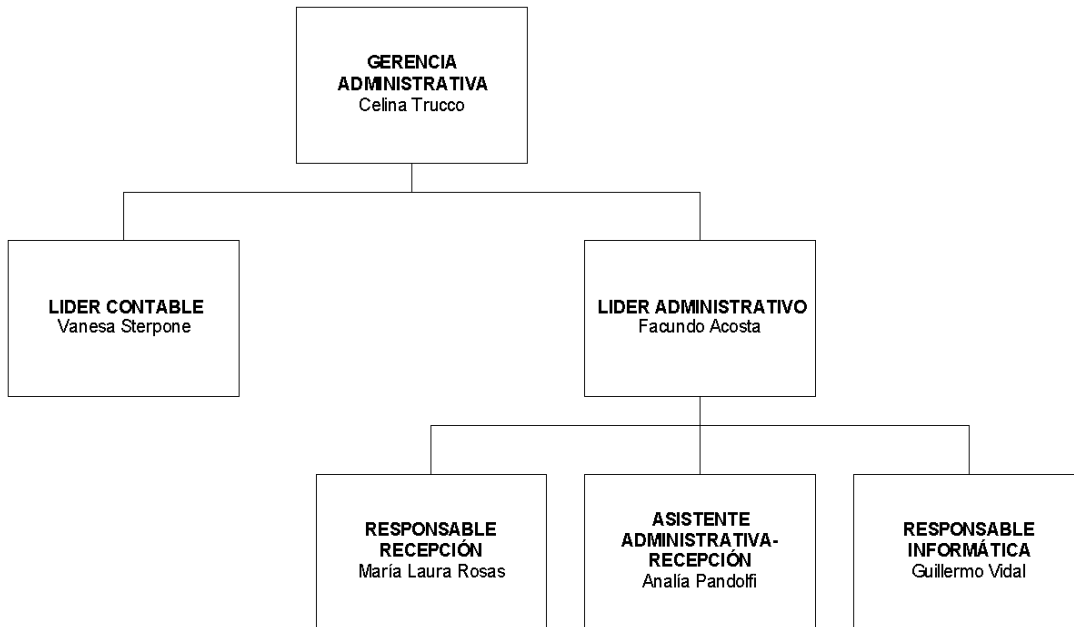 GERENCIA
ADMINISTRATIVA
Celina Trucco
LIDER CONTABLE
Vanesa Sterpone
LIDER ADMINISTRATIVO
Facundo Acosta
RESPONSABLE
RECEPCIÓN
María Laura Rosas
ASISTENTE
ADMINISTRATIVA-
RECEPCIÓN
Analía Pandolfi
RESPONSABLE
INFORMÁTICA
Guillermo Vidal